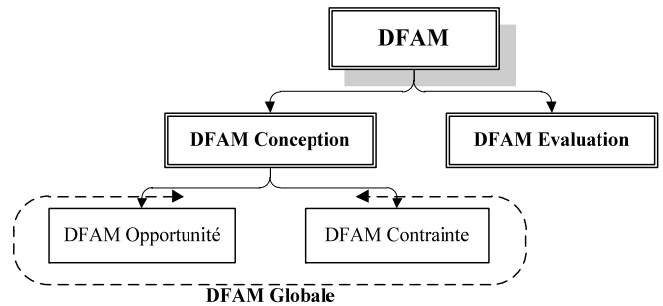 DFAM
DFAM Conception
DFAM Evaluation
DFAM Opportunité
DFAM Contrainte
DFAM Globale